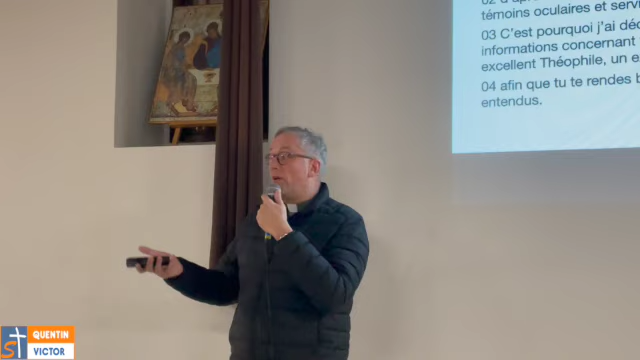 témoins oculaires et servi
03 C'est pourquoi j'ai déc
informations concernant
excellent Théophile, un e
04 afin que tu te rendes b
entendus.
ST
QUENTIN
VICTOR